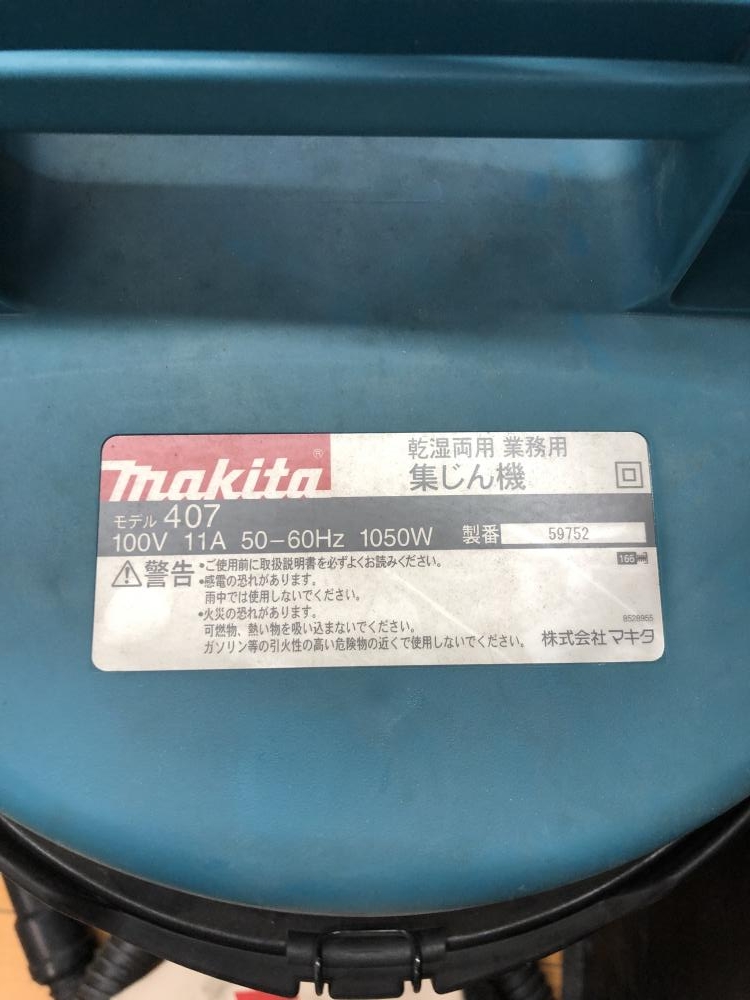 makita®
乾湿両用 業務用
集じん機
モデル 407
100V 11A 50-60Hz 1050W 製番 59752
警告
•ご使用前に取扱説明書を必ずよくお読みください。
•感電の恐れがあります。
雨中では使用しないでください。
•火災の恐れがあります。
可燃物、熱い物を吸い込まないでください。
ガソリン等の引火性の高い危険物の近くで使用しないでください。
165
8528955
株式会社 マキタ